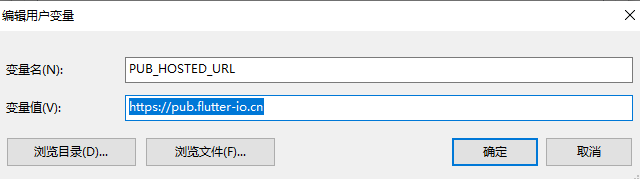 编辑用户变量
变量名(N):
PUB_HOSTED_URL
变量值(V):
https://pub.flutter-io.cn
浏览目录(D)...
浏览文件(F)...
确定
取消